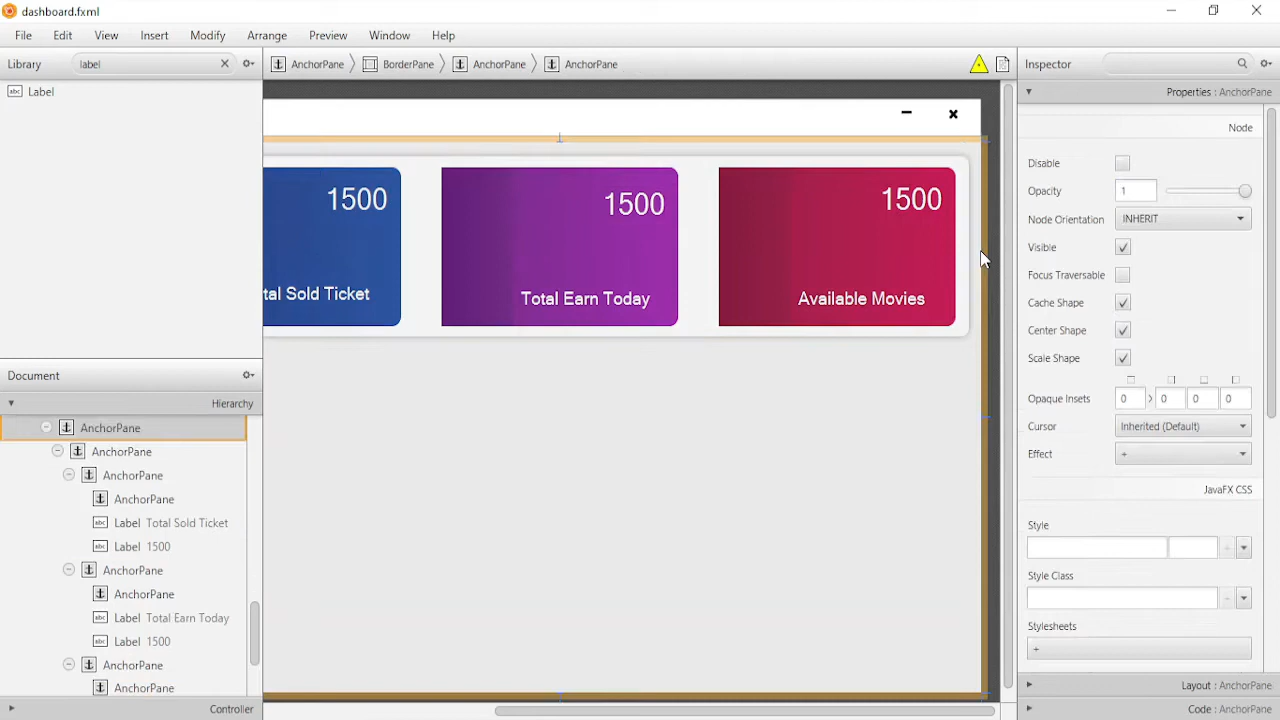 dashboard.fxml
File Edit View Insert Modify Arrange Preview Window Help
Library label
AnchorPane BorderPane AnchorPane AnchorPane
Inspector
Label
Properties : AnchorPane
Node
Disable
Opacity 1
Node Orientation INHERIT
Visible
Focus Traversable
Cache Shape
Center Shape
Scale Shape
Opaque Insets 0 0 0 0
Cursor Inherited (Default)
Effect +
JavaFX CSS
Style
Style Class
Stylesheets
+
Layout : AnchorPane
Code : AnchorPane
1500
tal Sold Ticket
1500
Total Earn Today
1500
Available Movies
Document
Hierarchy
AnchorPane
AnchorPane
AnchorPane
AnchorPane
Label Total Sold Ticket
Label 1500
AnchorPane
AnchorPane
Label Total Earn Today
Label 1500
AnchorPane
AnchorPane
Controller